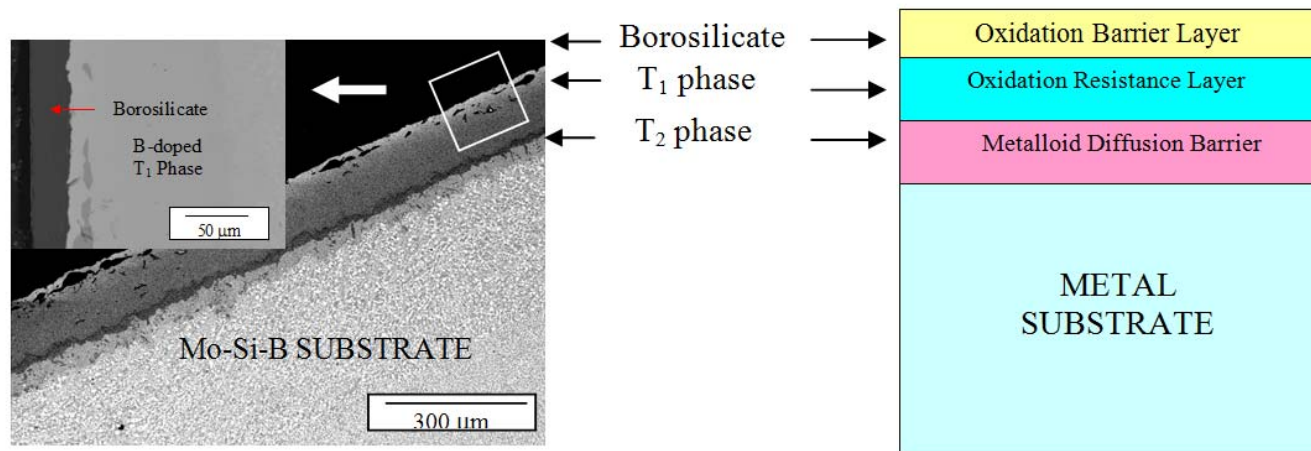 Borosilicate
B-doped
T₁ Phase
50 μm
Mo-Si-B SUBSTRATE
300 μm
Borosilicate
T₁ phase
T₂ phase
Oxidation Barrier Layer
Oxidation Resistance Layer
Metalloid Diffusion Barrier
METAL
SUBSTRATE